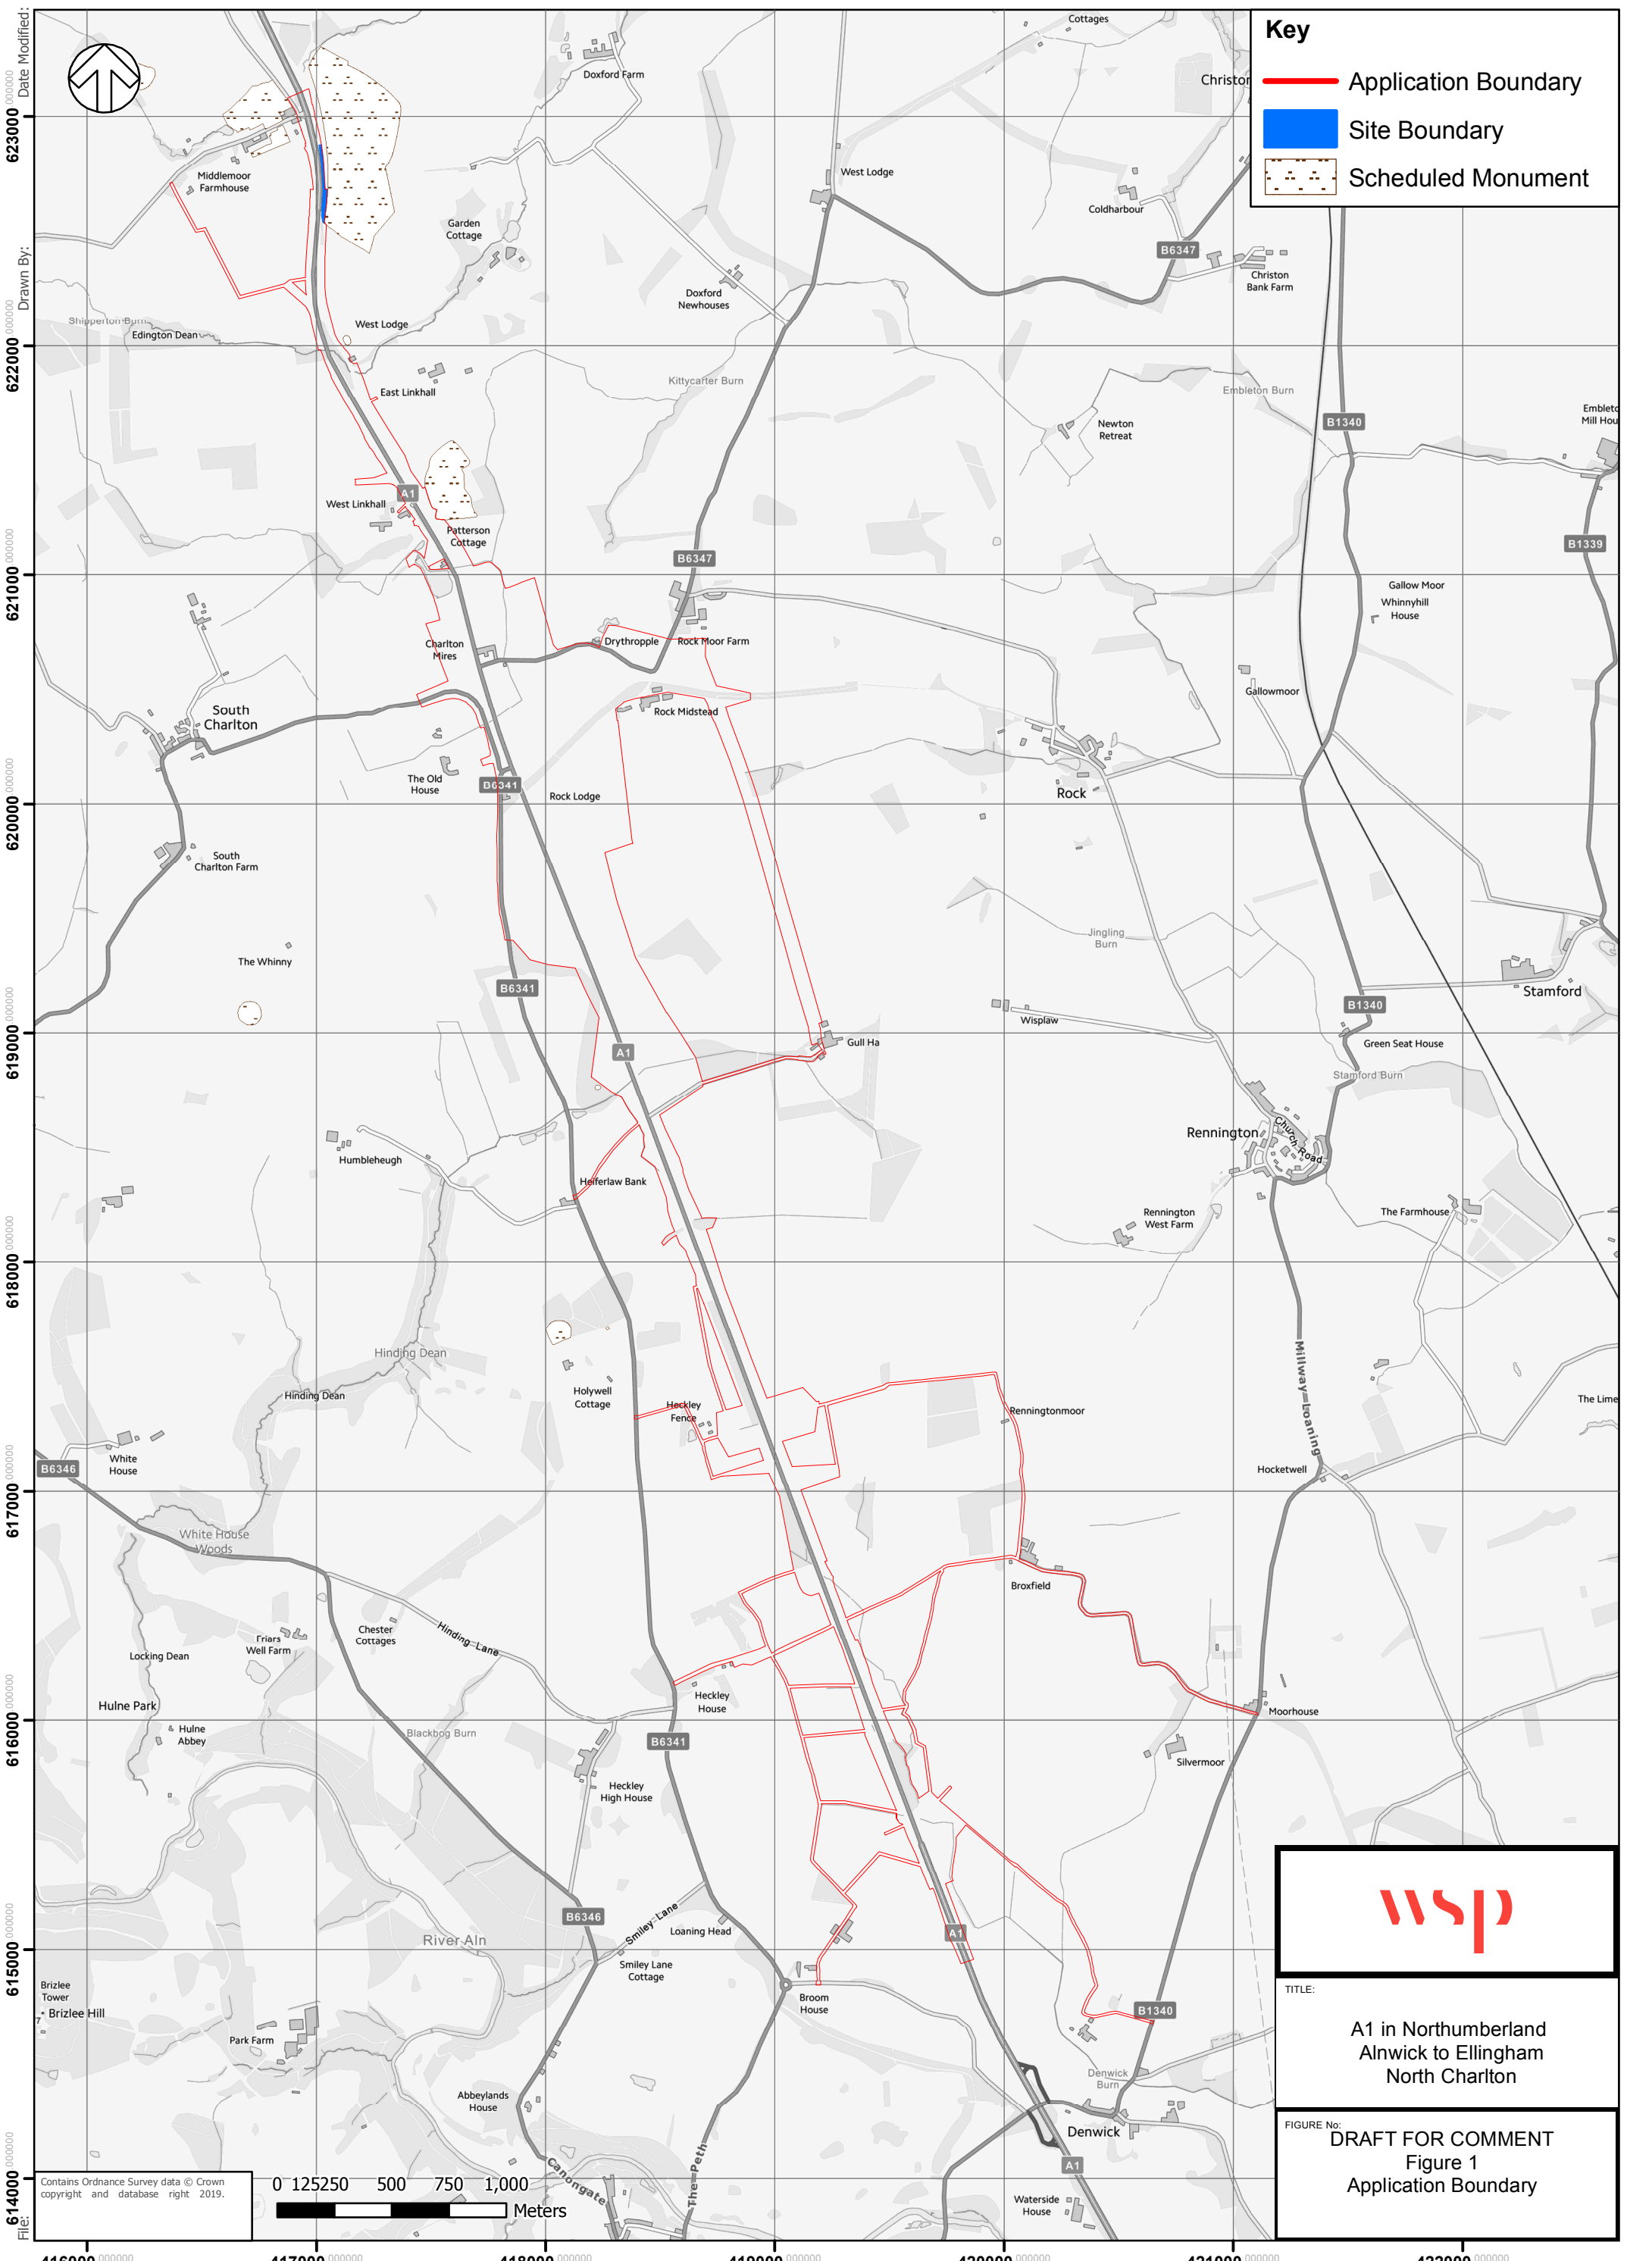 Key
Application Boundary
Site Boundary
Scheduled Monument
Date Modified:
Drawn By:
File:
623000
622000
621000
620000
619000
618000
617000
616000
615000
614000
Cottages
Doxford Farm
Middlemoor
Farmhouse
West Lodge
Coldharbour
Garden
Cottage
B6347
Christon
Bank Farm
Doxford
Newhouses
Shipperton Burn
Edington Dean
West Lodge
East Linkhall
Kittycarter Burn
Embleton Burn
Newton
Retreat
B1340
A1
West Linkhall
Patterson
Cottage
B6347
B1339
Gallow Moor
Whinnyhill
House
Charlton
Mires
Drythropple
Rock Moor Farm
Gallowmoor
South
Charlton
Rock Midstead
The Old
House
B6341
Rock Lodge
Rock
South
Charlton Farm
The Whinny
Jingling
Burn
B6341
Stamford
Wisplaw
B1340
Green Seat House
A1
Gull Ha
Stamford Burn
Rennington
Church Road
Humbleheugh
Heiferlaw Bank
Rennington
West Farm
The Farmhouse
Hinding Dean
Hinding Dean
Holywell
Cottage
Heckley
Fence
Renningtonmoor
Millway Loaning
The Lime
B6346
White
House
Hocketwell
White House
Woods
Broxfield
Chester
Cottages
Hinding Lane
Friars
Well Farm
Locking Dean
Hulne Park
Hulne
Abbey
Heckley
House
Moorhouse
Blackbog Burn
B6341
Silvermoor
Heckley
High House
B6346
Smiley Lane
Loaning Head
River Aln
A1
Smiley Lane
Cottage
Brizlee
Tower
Brizlee Hill
Broom
House
B1340
Park Farm
Denwick
Burn
Abbeylands
House
Denwick
The Peth
Canongate
A1
Waterside
House
wsp
TITLE:
A1 in Northumberland
Alnwick to Ellingham
North Charlton
FIGURE No:
DRAFT FOR COMMENT
Figure 1
Application Boundary
Contains Ordnance Survey data © Crown
copyright and database right 2019.
0 125250 500 750 1,000
Meters